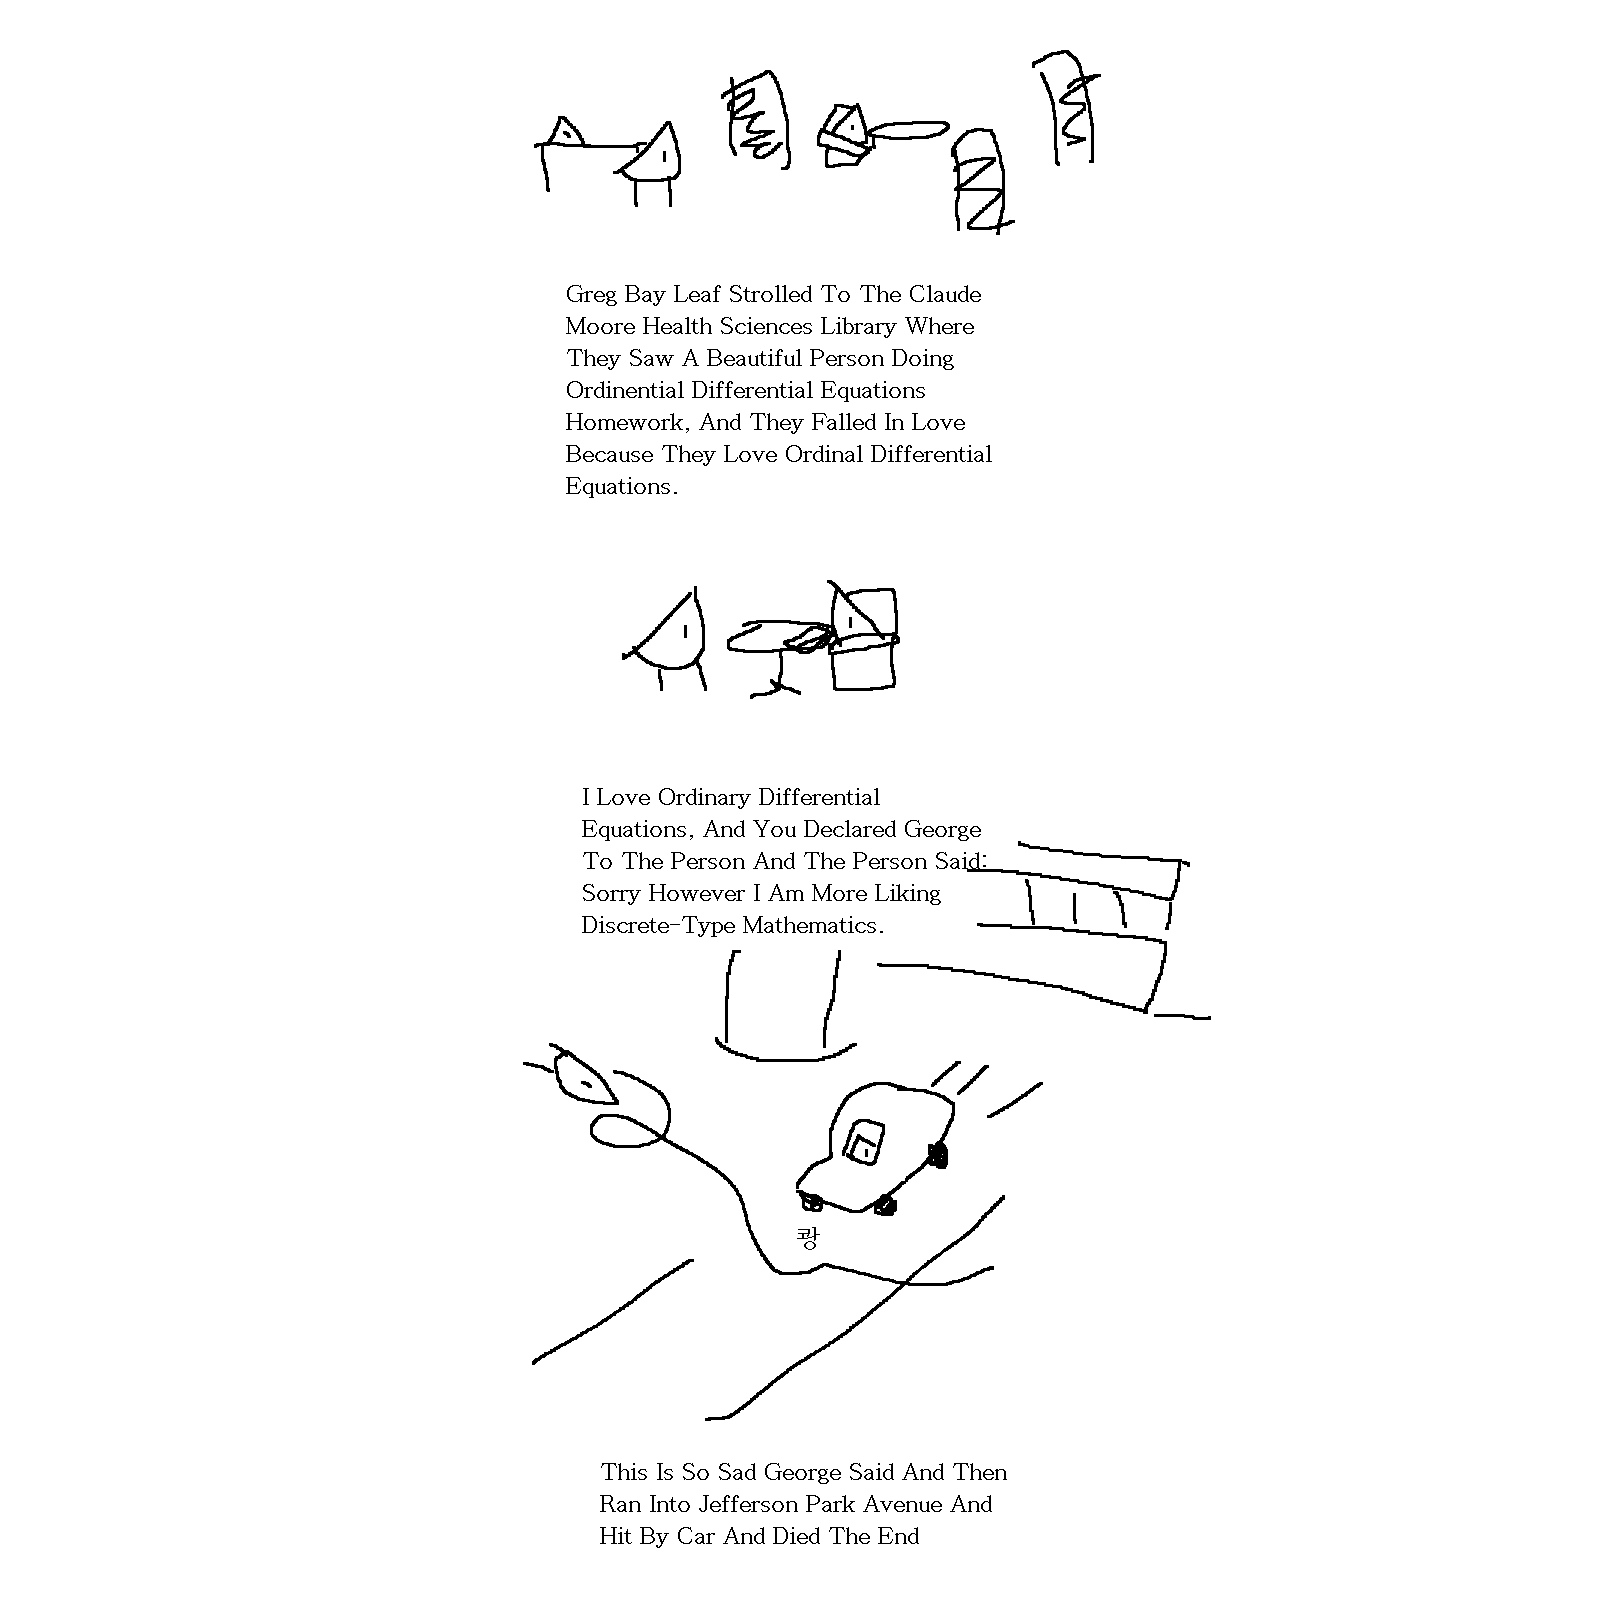 Greg Bay Leaf Strolled To The Claude
Moore Health Sciences Library Where
They Saw A Beautiful Person Doing
Ordinential Differential Equations
Homework, And They Falled In Love
Because They Love Ordinal Differential
Equations.
I Love Ordinary Differential
Equations, And You Declared George
To The Person And The Person Said:
Sorry However I Am More Liking
Discrete-Type Mathematics.
쾅
This Is So Sad George Said And Then
Ran Into Jefferson Park Avenue And
Hit By Car And Died The End